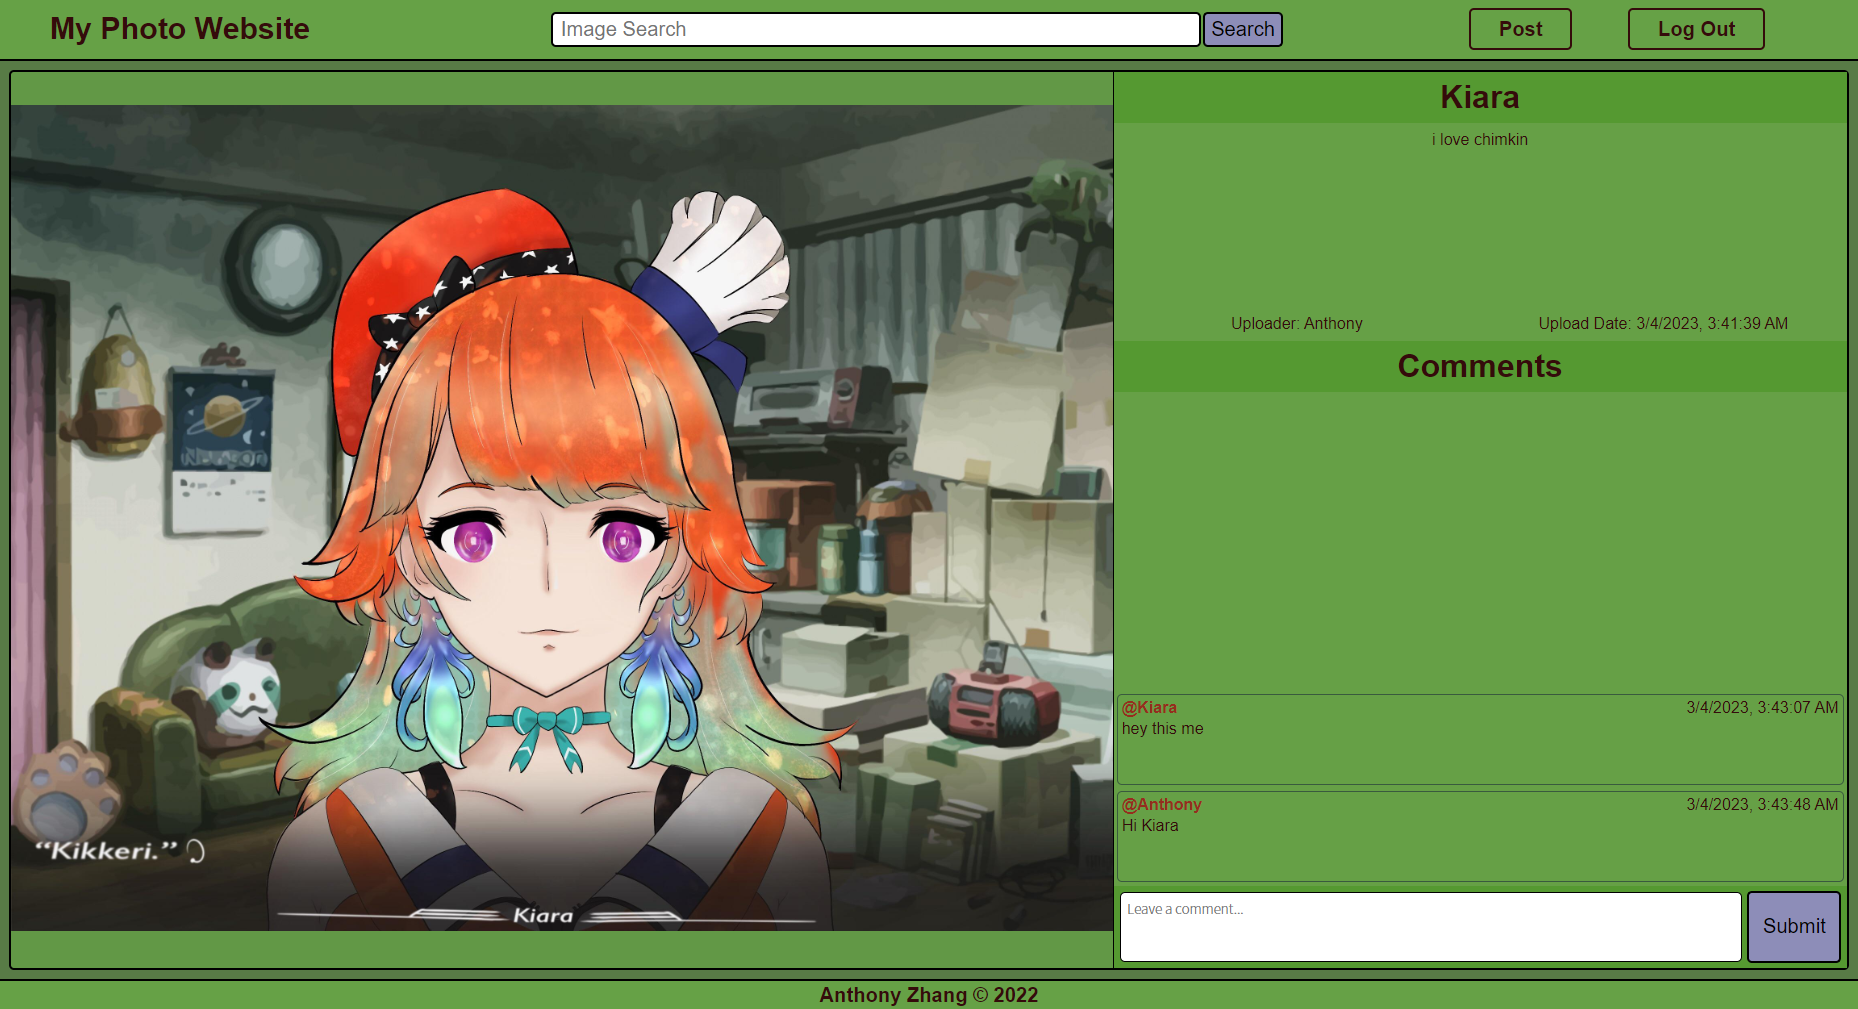 My Photo Website
Image Search
Search
Post
Log Out
“Kikkeri.”
Kiara
Kiara
i love chimkin
Uploader: Anthony
Upload Date: 3/4/2023, 3:41:39 AM
Comments
@Kiara
3/4/2023, 3:43:07 AM
hey this me
@Anthony
3/4/2023, 3:43:48 AM
Hi Kiara
Leave a comment...
Submit
Anthony Zhang © 2022